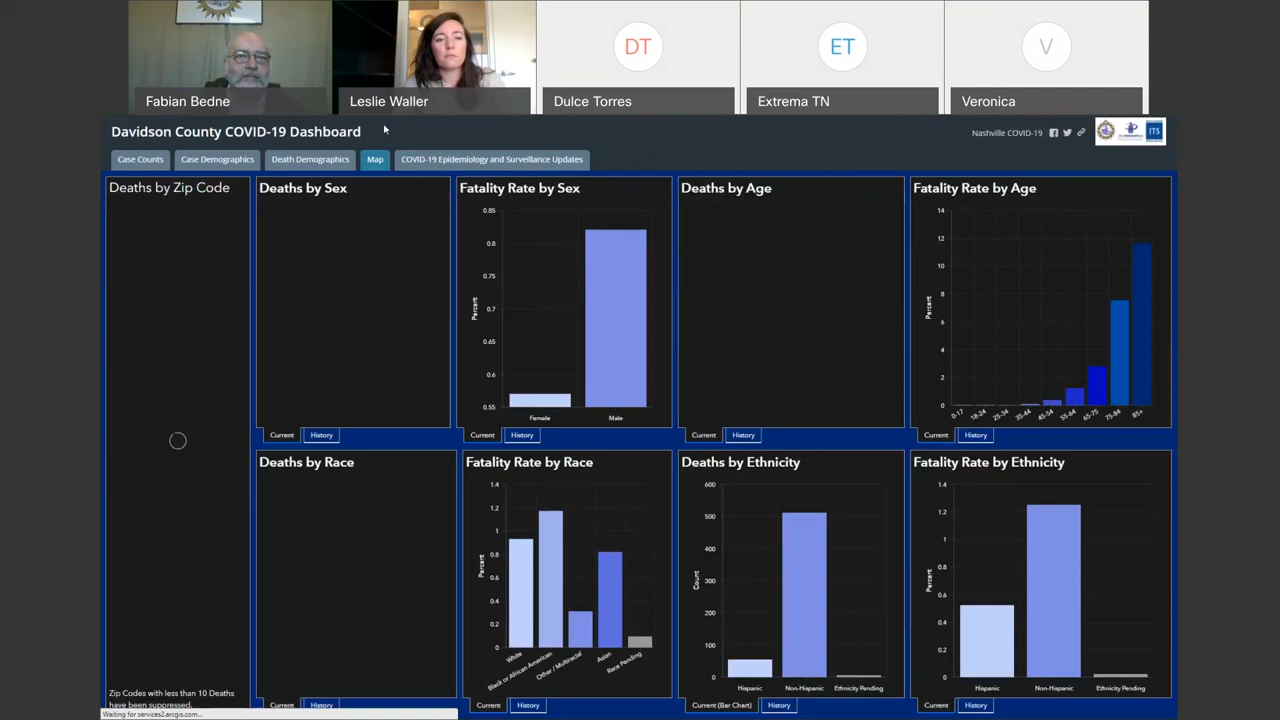 DT
ET
V
Fabian Bedne
Leslie Waller
Dulce Torres
Extrema TN
Veronica
Davidson County COVID-19 Dashboard
Nashville COVID-19
ITS
Case Counts
Case Demographics
Death Demographics
Map
COVID-19 Epidemiology and Surveillance Updates
Deaths by Zip Code
Zip Codes with less than 10 Deaths
have been suppressed.
Deaths by Sex
Current
History
Fatality Rate by Sex
0.85
0.8
0.75
0.7
0.65
0.6
0.55
Percent
Female
Male
Current
History
Deaths by Age
Current
History
Fatality Rate by Age
14
12
10
8
6
4
2
0
Percent
0-17
18-24
25-34
35-44
45-54
55-64
65-75
75-84
85+
Current
History
Deaths by Race
Current
History
Fatality Rate by Race
1.4
1.2
1
0.8
0.6
0.4
0.2
0
Percent
White
Black or African American
Other / Multiracial
Asian
Race Pending
Current
History
Deaths by Ethnicity
600
500
400
300
200
100
0
Count
Hispanic
Non-Hispanic
Ethnicity Pending
Current (Bar Chart)
History
Fatality Rate by Ethnicity
1.4
1.2
1
0.8
0.6
0.4
0.2
0
Percent
Hispanic
Non-Hispanic
Ethnicity Pending
Current
History
Waiting for services2.arcgis.com...